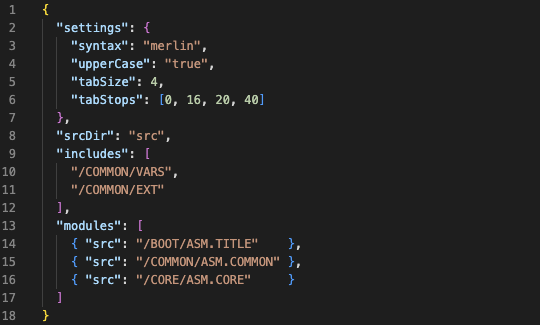 1 {
2   "settings": {
3     "syntax": "merlin",
4     "upperCase": "true",
5     "tabSize": 4,
6     "tabStops": [0, 16, 20, 40]
7   },
8   "srcDir": "src",
9   "includes": [
10     "/COMMON/VARS",
11     "/COMMON/EXT"
12   ],
13   "modules": [
14     { "src": "/BOOT/ASM.TITLE"    },
15     { "src": "/COMMON/ASM.COMMON" },
16     { "src": "/CORE/ASM.CORE"     }
17   ]
18 }